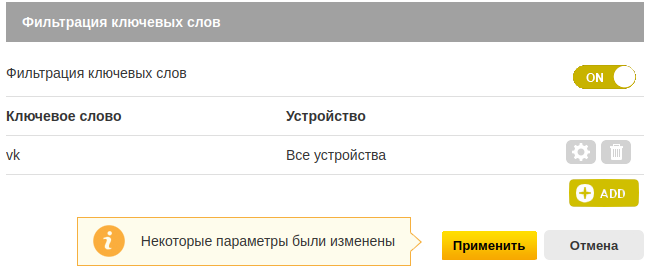 Фильтрация ключевых слов
Фильтрация ключевых слов ON
Ключевое слово Устройство
vk Все устройства
ADD
Некоторые параметры были изменены Применить Отмена